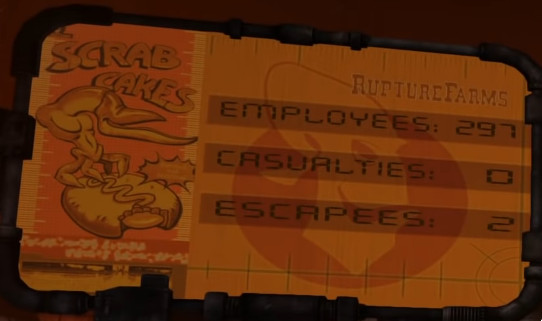 SCRAB
CAKES
RUPTUREFARMS
EMPLOYEES: 297
CASUALTIES: 0
ESCAPEES: 2